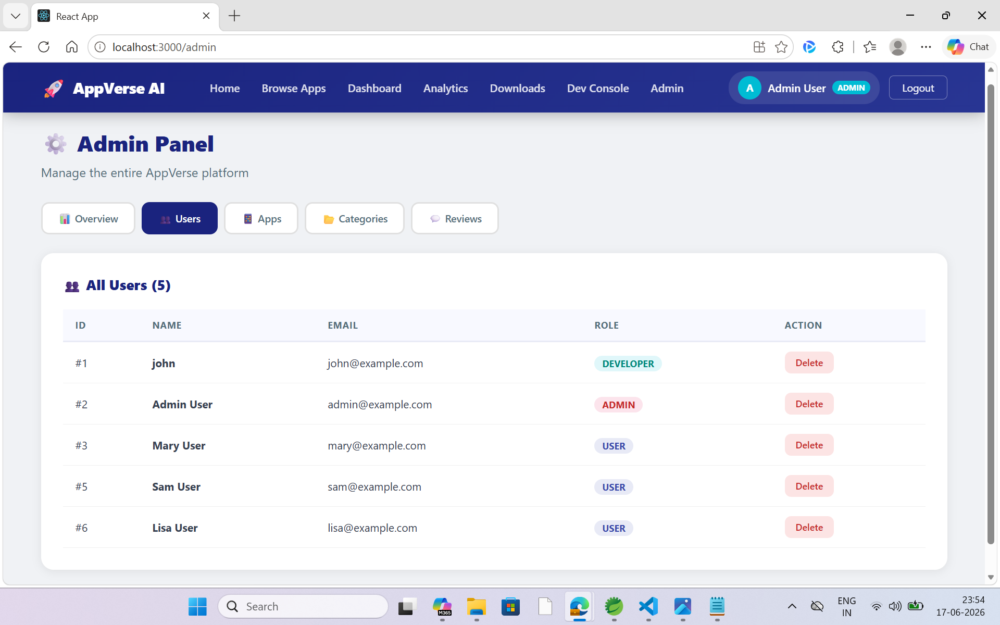 React App
localhost:3000/admin
Chat
AppVerse AI
Home
Browse Apps
Dashboard
Analytics
Downloads
Dev Console
Admin
A
Admin User
ADMIN
Logout
Admin Panel
Manage the entire AppVerse platform
Overview
Users
Apps
Categories
Reviews
All Users (5)
ID NAME EMAIL ROLE ACTION
#1 john john@example.com DEVELOPER Delete
#2 Admin User admin@example.com ADMIN Delete
#3 Mary User mary@example.com USER Delete
#5 Sam User sam@example.com USER Delete
#6 Lisa User lisa@example.com USER Delete
Search
M365
ENG
IN
23:54
17-06-2026